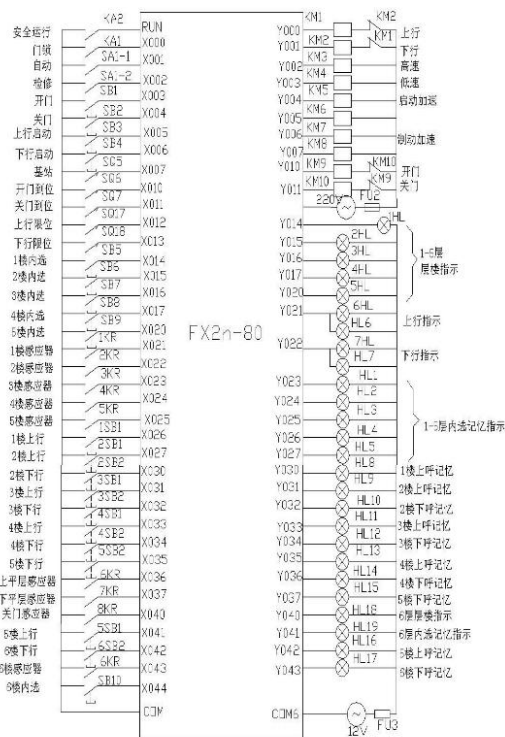 KA2 KM1 KM2
安全运行 RUN Y000 上行
KA1 KM2 KM1
门锁 X000 Y001 下行
SA1-1 KM3
自动 X001 Y002 高速
SA1-2 KM4
检修 X002 Y003 低速
SB1 KM5
开门 X003 Y004 启动加速
SB2 KM6
关门 X004 Y005
SB3 KM7
上行启动 X005 Y006 制动加速
SB4 KM8
下行启动 X006 Y007
SQ5 KM9 KM10
基站 X007 Y010 开门
SQ6 KM10 KM9
开门到位 X010 Y011 关门
SQ7 220V FU2
关门到位 X011
SQ17 1HL
上行限位 X012 Y014
SQ18 2HL
下行限位 X013 Y015
SB5 3HL
1楼内选 X014 Y016
SB6 4HL
2楼内选 X015 Y017
SB7 5HL
3楼内选 X016 Y020
1-6层
层楼指示
SB8 6HL
4楼内选 X017 Y021
SB9 HL6 上行指示
5楼内选 X020
FX2n-80
1KR 7HL
1楼感应器 X021 Y022
2KR HL7 下行指示
2楼感应器 X022
3KR HL1
3楼感应器 X023 Y023
4KR HL2
4楼感应器 X024 Y024
5KR HL3
5楼感应器 X025 Y025
1SB1 HL4
1楼上行 X026 Y026
2SB1 HL5
2楼上行 X027 Y027
1-5层内选记忆指示
2SB2 HL8
2楼下行 X030 Y030 1楼上呼记忆
3SB1 HL9
3楼上行 X031 Y031 2楼上呼记忆
3SB2 HL10
3楼下行 X032 Y032 2楼下呼记忆
4SB1 HL11
4楼上行 X033 Y033 3楼上呼记忆
4SB2 HL12
4楼下行 X034 Y034 3楼下呼记忆
5SB2 HL13
5楼下行 X035 Y035 4楼上呼记忆
6KR HL14
上平层感应器 X036 Y036 4楼下呼记忆
7KR HL15
下平层感应器 X037 Y037 5楼下呼记忆
8KR HL18
关门感应器 X040 Y040 6层层楼指示
5SB1 HL19
5楼上行 X041 Y041 6层内选记忆指示
6SB2 HL16
6楼下行 X042 Y042 5楼上呼记忆
6KR HL17
6楼感应器 X043 Y043 6楼下呼记忆
SB10
6楼内选 X044
COM COM6 FU3
12V